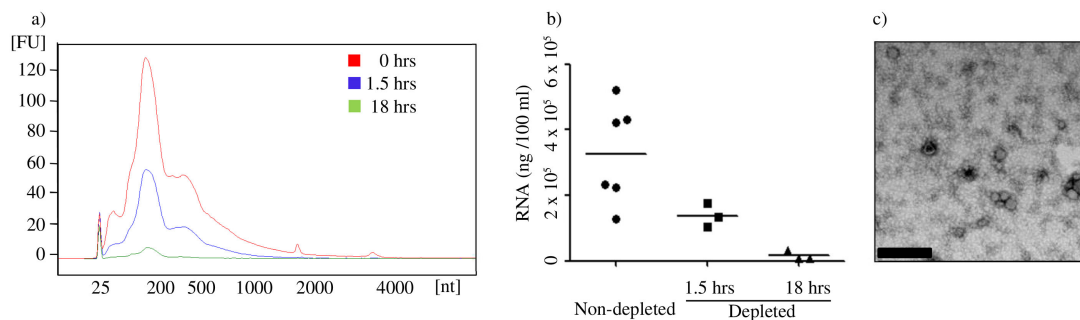 a)
[FU]
120
100
80
60
40
20
0
0 hrs
1.5 hrs
18 hrs
25 200 500 1000 2000 4000 [nt]
b)
RNA (ng /100 ml)
6 x 10⁵
4 x 10⁵
2 x 10⁵
0
1.5 hrs 18 hrs
Non-depleted Depleted
c)